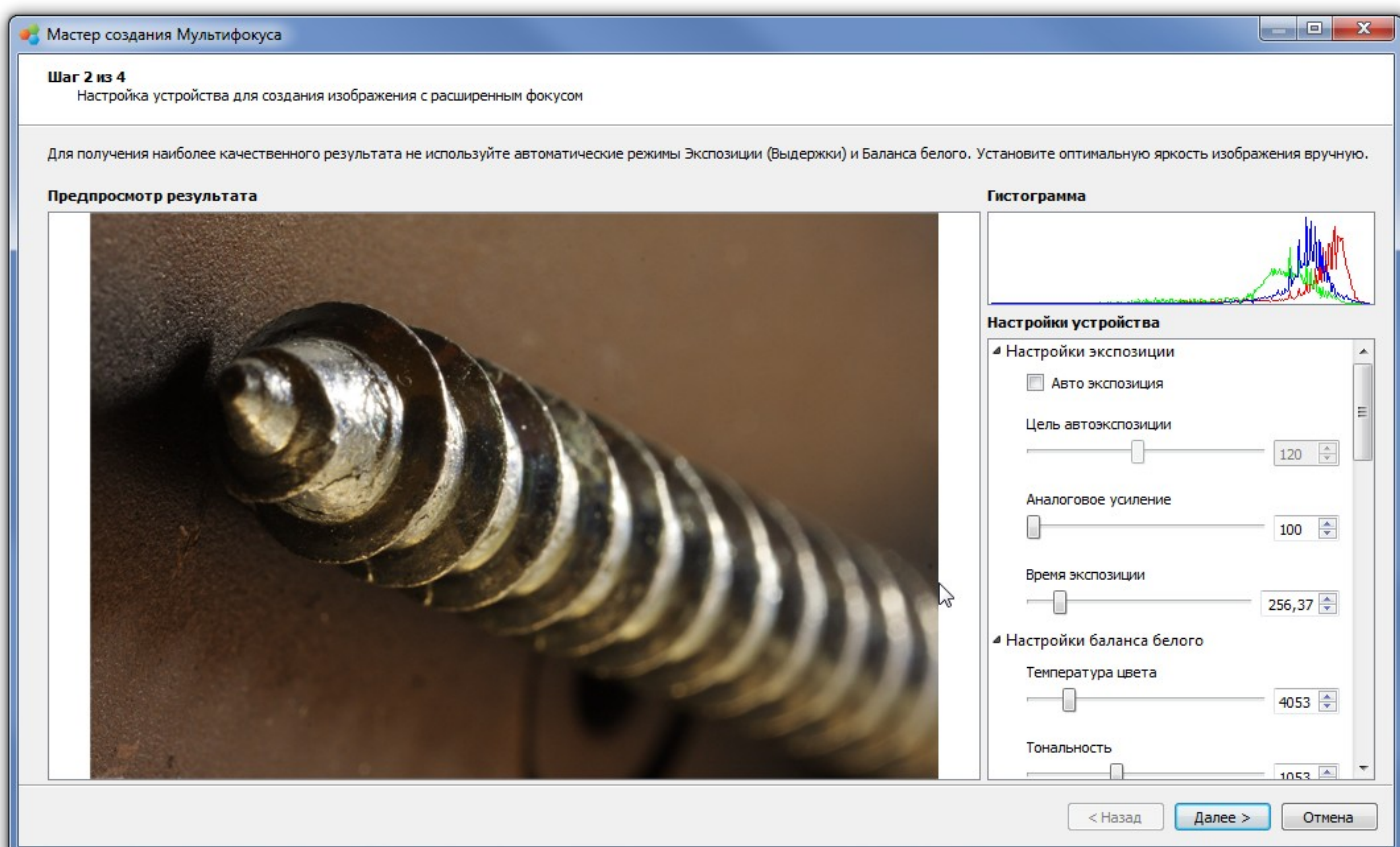 Мастер создания Мультифокуса
Шаг 2 из 4
Настройка устройства для создания изображения с расширенным фокусом
Для получения наиболее качественного результата не используйте автоматические режимы Экспозиции (Выдержки) и Баланса белого. Установите оптимальную яркость изображения вручную.
Предпросмотр результата
Гистограмма
Настройки устройства
Настройки экспозиции
Авто экспозиция
Цель автоэкспозиции
120
Аналоговое усиление
100
Время экспозиции
256,37
Настройки баланса белого
Температура цвета
4053
Тональность
1053
< Назад
Далее >
Отмена